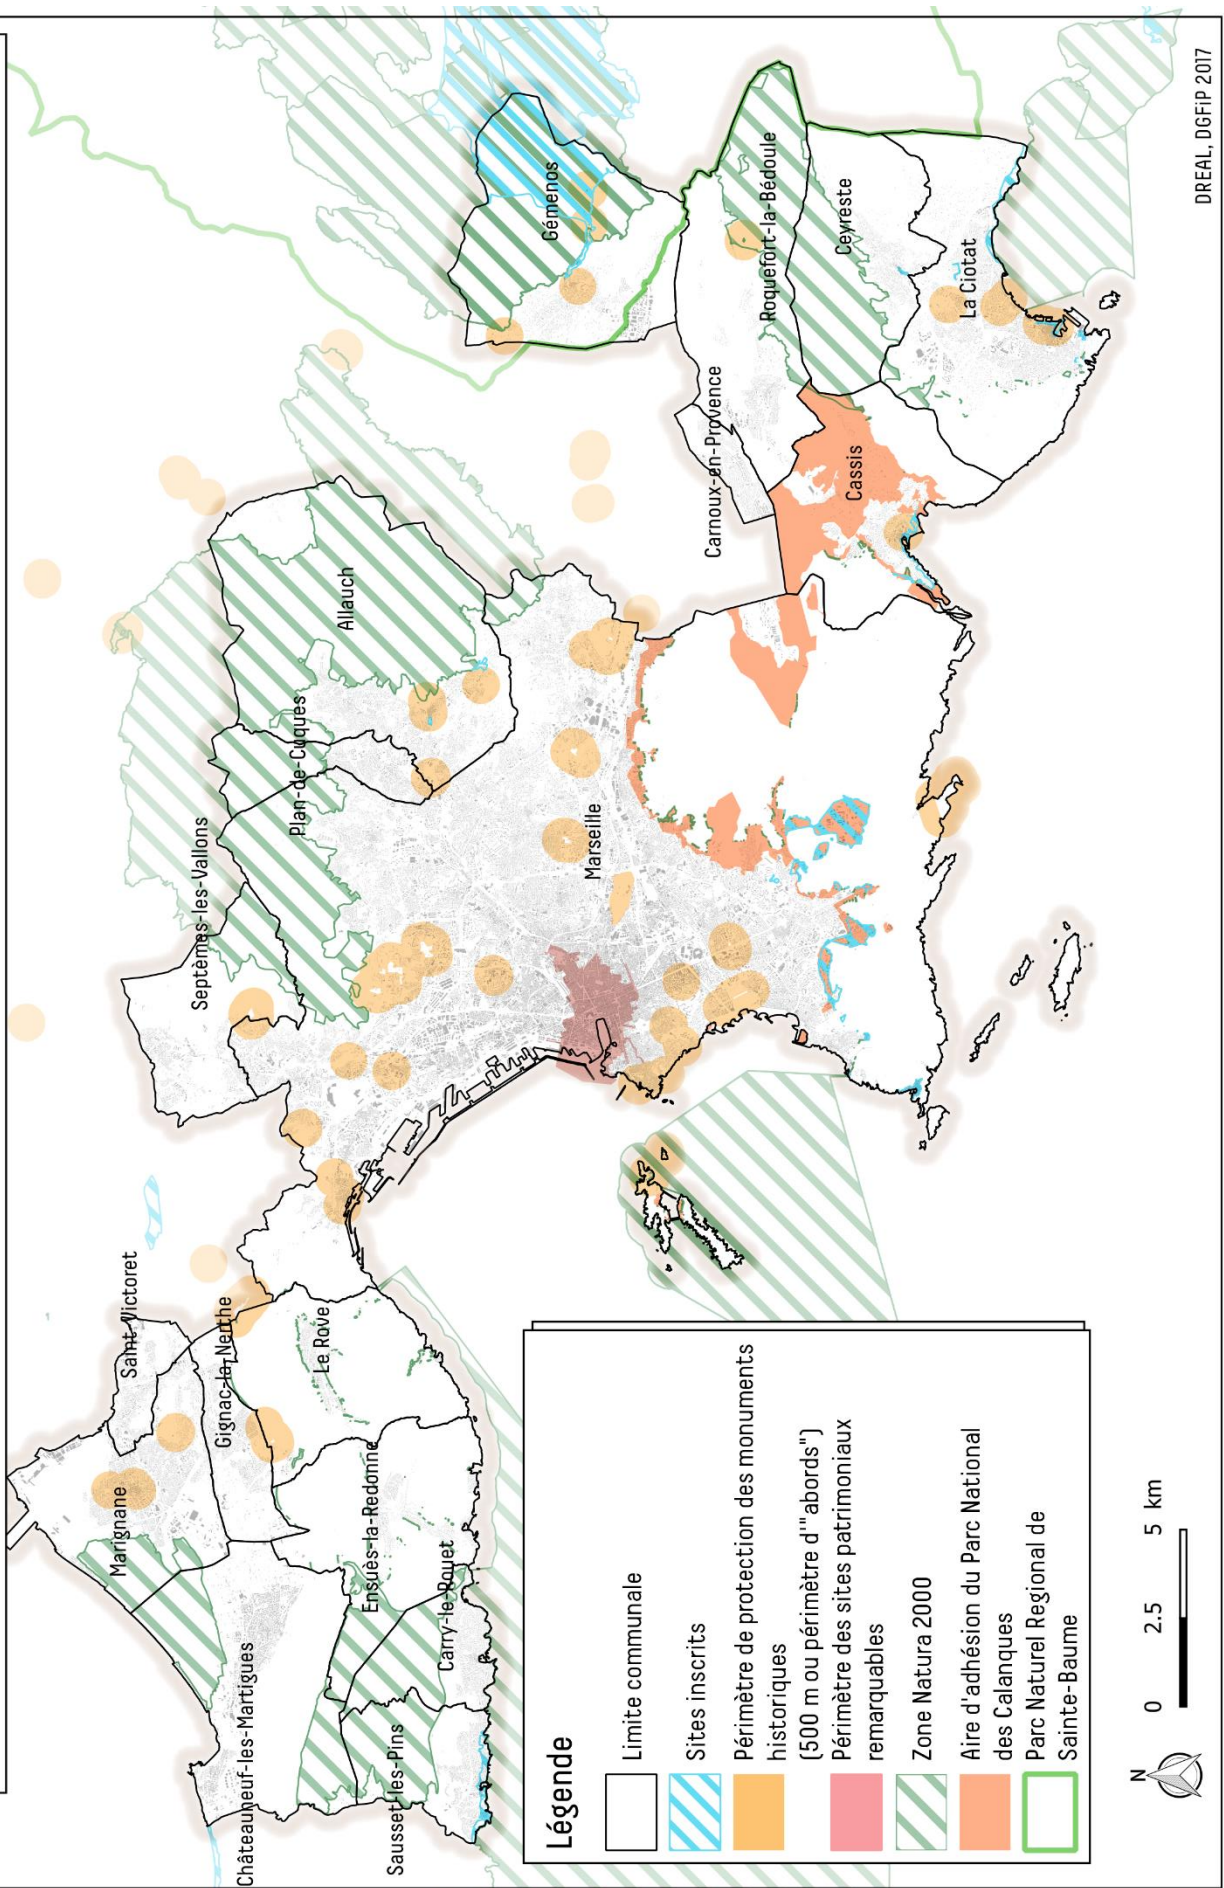 Marignane
Saint-Victoret
Gignac-la-Nerthe
Châteauneuf-les-Martigues
Le Rove
Ensuès-la-Redonne
Sausset-les-Pins
Carry-le-Rouet
Septèmes-les-Vallons
Plan-de-Cuques
Allauch
Marseille
Gémenos
Carnoux-en-Provence
Roquefort-la-Bédoule
Cassis
Ceyreste
La Ciotat
Légende
Limite communale
Sites inscrits
Périmètre de protection des monuments
historiques
(500 m ou périmètre d'"abords")
Périmètre des sites patrimoniaux
remarquables
Zone Natura 2000
Aire d'adhésion du Parc National
des Calanques
Parc Naturel Regional de
Sainte-Baume
N
0 2.5 5 km
DREAL, DGFiP 2017